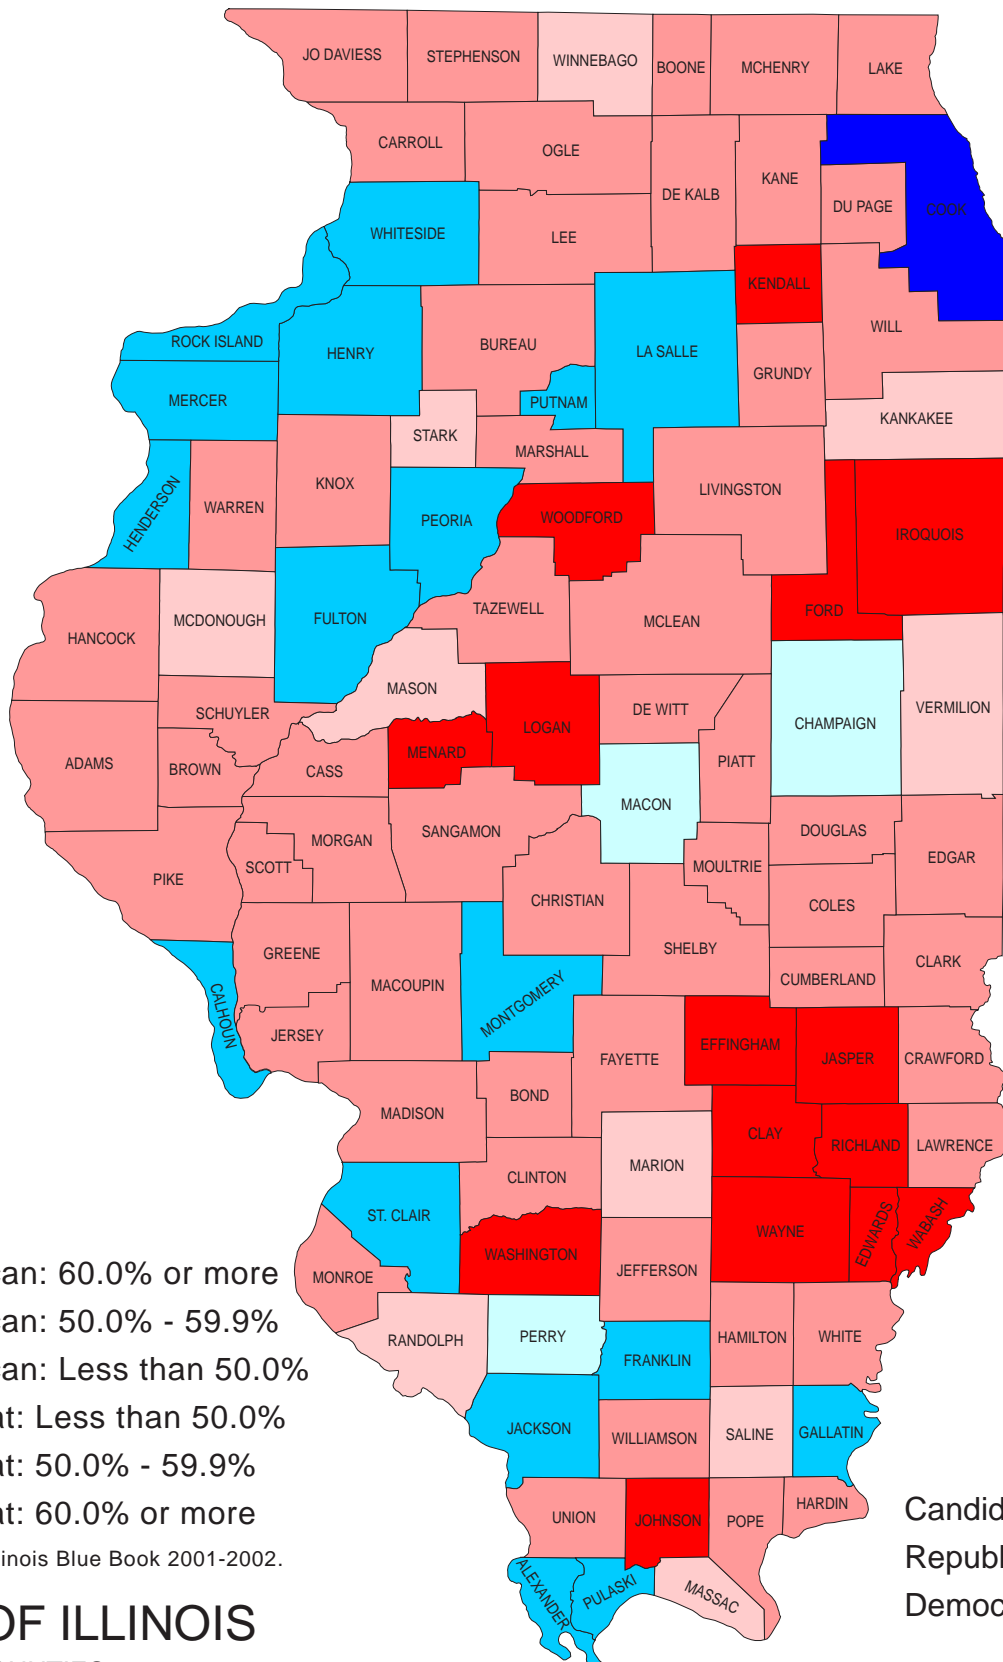 JO DAVIESS
STEPHENSON
WINNEBAGO
BOONE
MCHENRY
LAKE
CARROLL
OGLE
DE KALB
KANE
DU PAGE
COOK
WHITESIDE
LEE
KENDALL
ROCK ISLAND
HENRY
BUREAU
LA SALLE
WILL
GRUNDY
MERCER
PUTNAM
KANKAKEE
STARK
MARSHALL
HENDERSON
WARREN
KNOX
PEORIA
WOODFORD
LIVINGSTON
IROQUOIS
HANCOCK
MCDONOUGH
FULTON
TAZEWELL
MCLEAN
FORD
MASON
SCHUYLER
LOGAN
DE WITT
CHAMPAIGN
VERMILION
ADAMS
BROWN
CASS
MENARD
PIATT
MACON
PIKE
SCOTT
MORGAN
SANGAMON
CHRISTIAN
MOULTRIE
DOUGLAS
EDGAR
COLES
GREENE
MACOUPIN
MONTGOMERY
SHELBY
CUMBERLAND
CLARK
CALHOUN
JERSEY
FAYETTE
EFFINGHAM
JASPER
CRAWFORD
MADISON
BOND
MARION
CLAY
RICHLAND
LAWRENCE
CLINTON
ST. CLAIR
WASHINGTON
JEFFERSON
WAYNE
EDWARDS
WABASH
MONROE
RANDOLPH
PERRY
FRANKLIN
HAMILTON
WHITE
JACKSON
WILLIAMSON
SALINE
GALLATIN
UNION
JOHNSON
POPE
HARDIN
ALEXANDER
PULASKI
MASSAC
can: 60.0% or more
can: 50.0% - 59.9%
can: Less than 50.0%
at: Less than 50.0%
at: 50.0% - 59.9%
at: 60.0% or more
linois Blue Book 2001-2002.
OF ILLINOIS
Candid
Republ
Democ